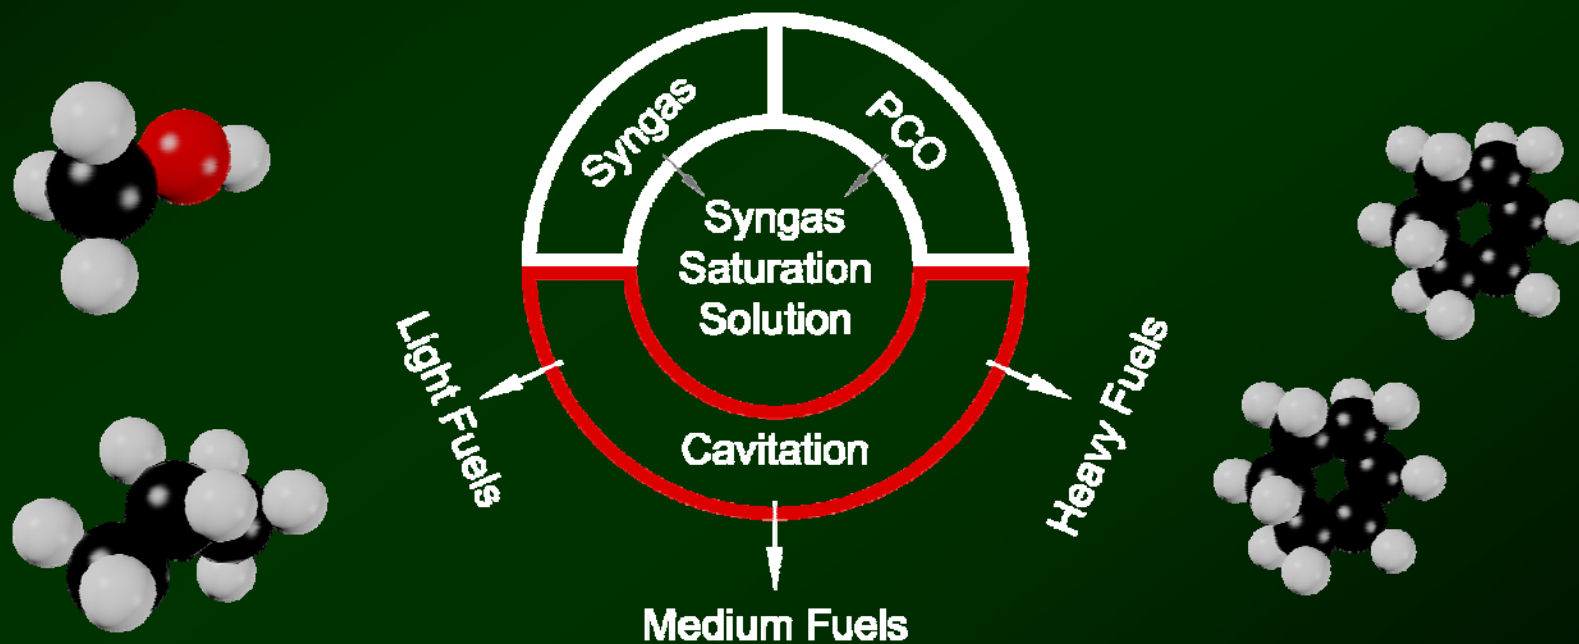 Syngas
PCO
Syngas
Saturation
Solution
Light Fuels
Cavitation
Heavy Fuels
Medium Fuels